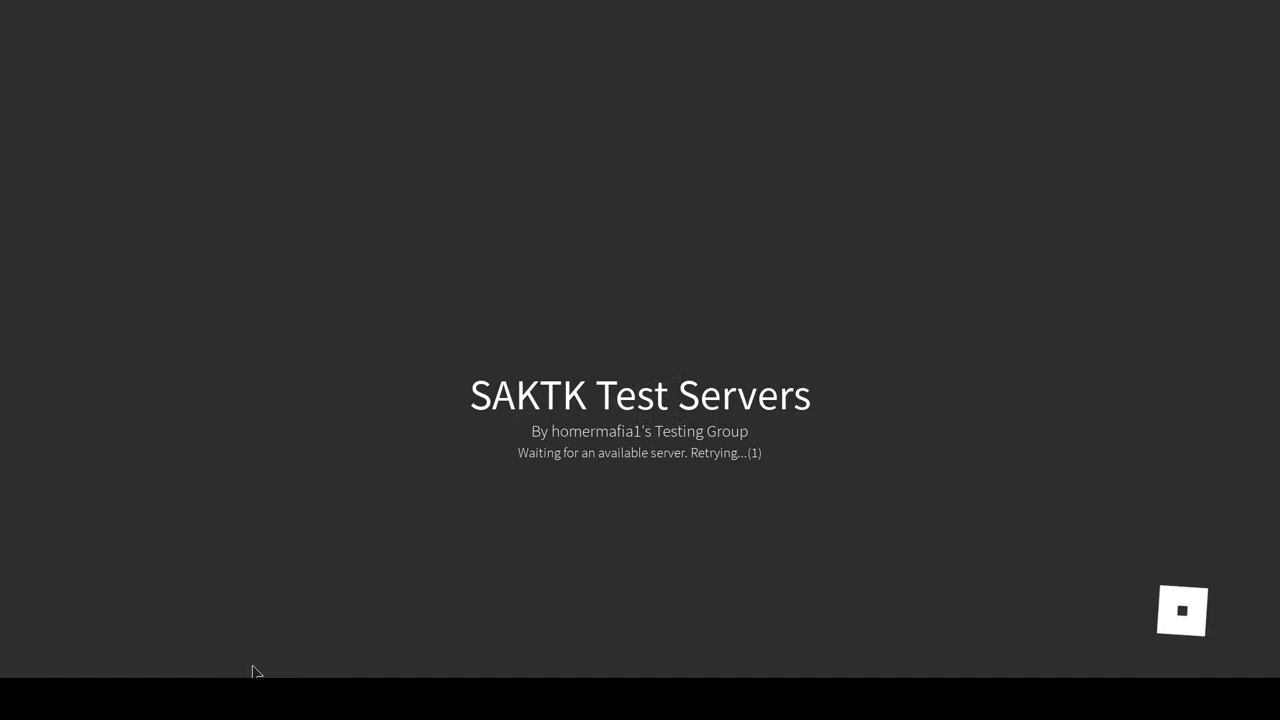 SAKTK Test Servers
By homermafia1's Testing Group
Waiting for an available server. Retrying...(1)